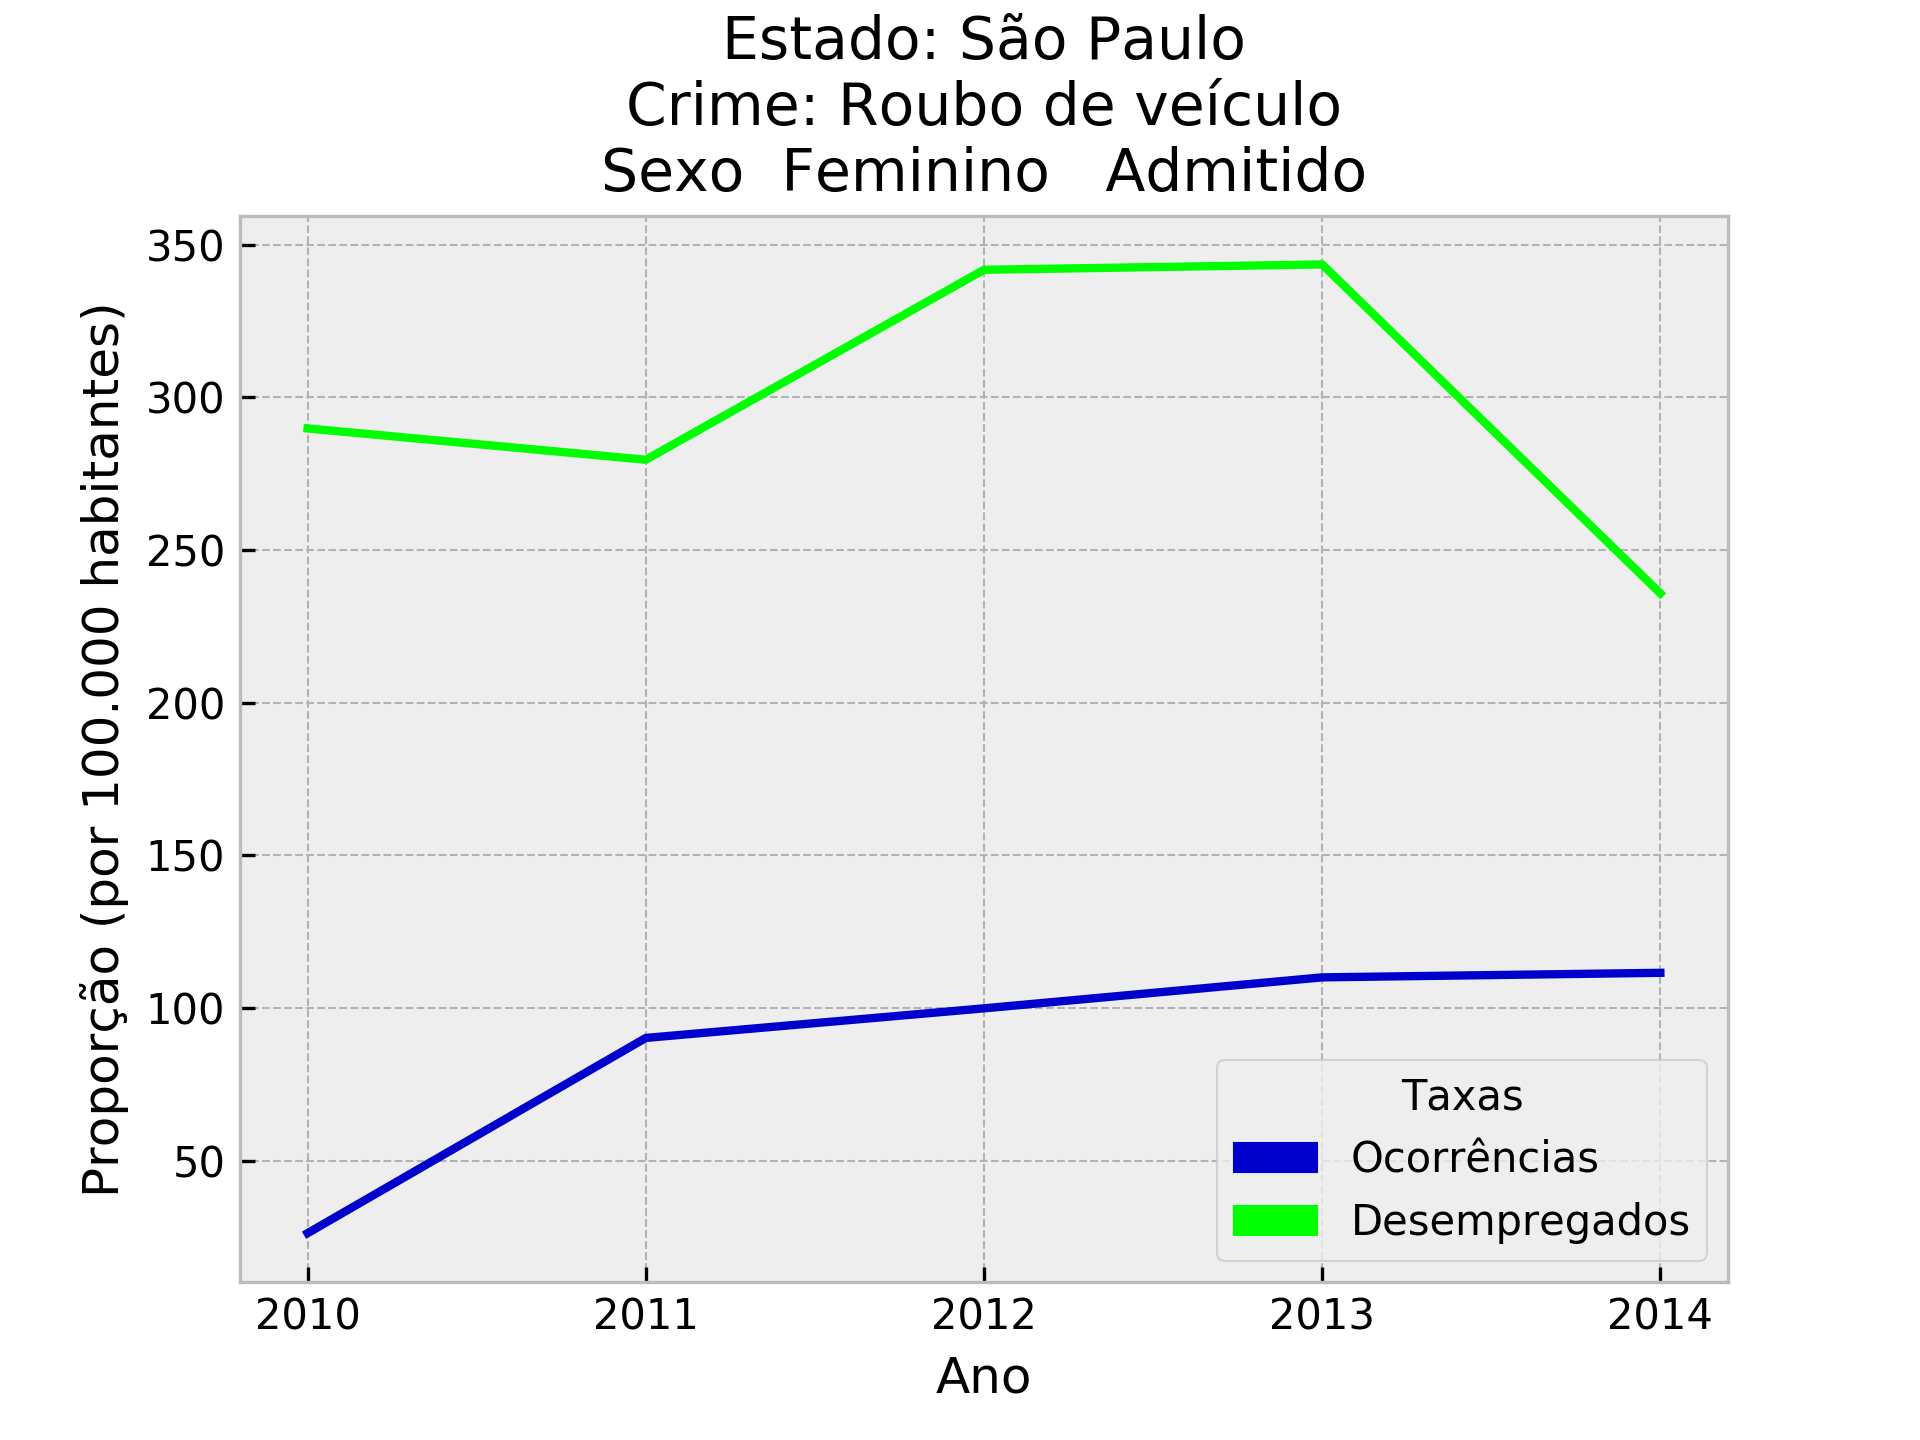 Estado: São Paulo
Crime: Roubo de veículo
Sexo  Feminino   Admitido
Proporção (por 100.000 habitantes)
350
300
250
200
150
100
50
Taxas
Ocorrências
Desempregados
2010 2011 2012 2013 2014
Ano